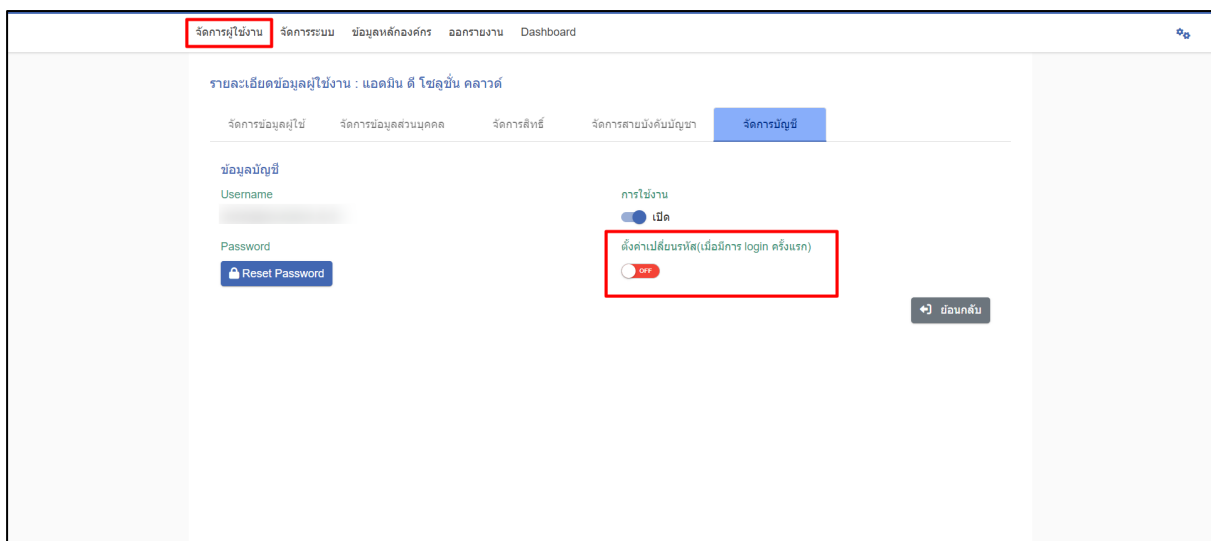 จัดการผู้ใช้งาน จัดการระบบ ข้อมูลหลักองค์กร ออกรายงาน Dashboard
รายละเอียดข้อมูลผู้ใช้งาน : แอดมิน ดี โซลูชั่น คลาวด์
จัดการข้อมูลผู้ใช้ จัดการข้อมูลส่วนบุคคล จัดการสิทธิ์ จัดการสายบังคับบัญชา จัดการบัญชี
ข้อมูลบัญชี
Username การใช้งาน
เปิด
Password ตั้งค่าเปลี่ยนรหัส(เมื่อมีการ login ครั้งแรก)
Reset Password OFF
ย้อนกลับ